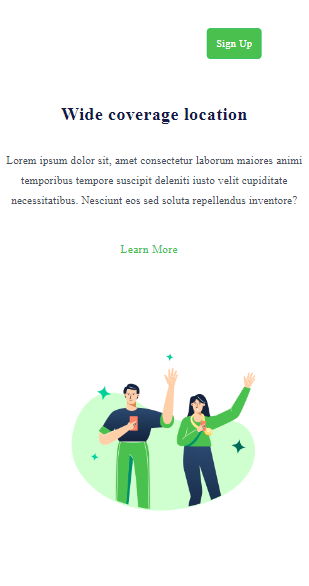 Sign Up
Wide coverage location
Lorem ipsum dolor sit, amet consectetur laborum maiores animi
temporibus tempore suscipit deleniti iusto velit cupiditate
necessitatibus. Nesciunt eos sed soluta repellendus inventore?
Learn More